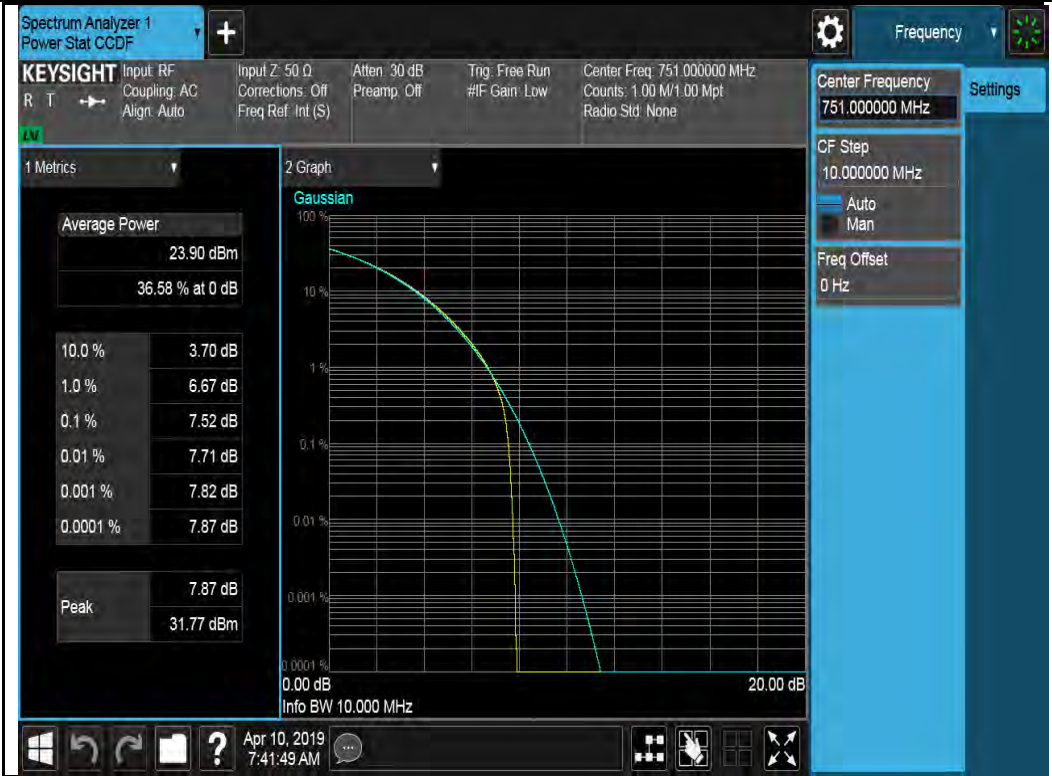 Spectrum Analyzer 1
Power Stat CCDF
+
Frequency
KEYSIGHT
R T
LM
Input: RF
Coupling: AC
Align: Auto
Input Z: 50 Ω
Corrections: Off
Freq Ref: Int (S)
Atten: 30 dB
Preamp: Off
Trig: Free Run
#IF Gain: Low
Center Freq: 751.000000 MHz
Counts: 1.00 M/1.00 Mpt
Radio Std: None
Center Frequency
751.000000 MHz
Settings
CF Step
10.000000 MHz
Auto
Man
Freq Offset
0 Hz
1 Metrics
Average Power
23.90 dBm
36.58 % at 0 dB
10.0 % 3.70 dB
1.0 % 6.67 dB
0.1 % 7.52 dB
0.01 % 7.71 dB
0.001 % 7.82 dB
0.0001 % 7.87 dB
Peak
7.87 dB
31.77 dBm
2 Graph
Gaussian
100 %
10 %
1 %
0.1 %
0.01 %
0.001 %
0.0001 %
0.00 dB 20.00 dB
Info BW 10.000 MHz
?
Apr 10, 2019
7:41:49 AM